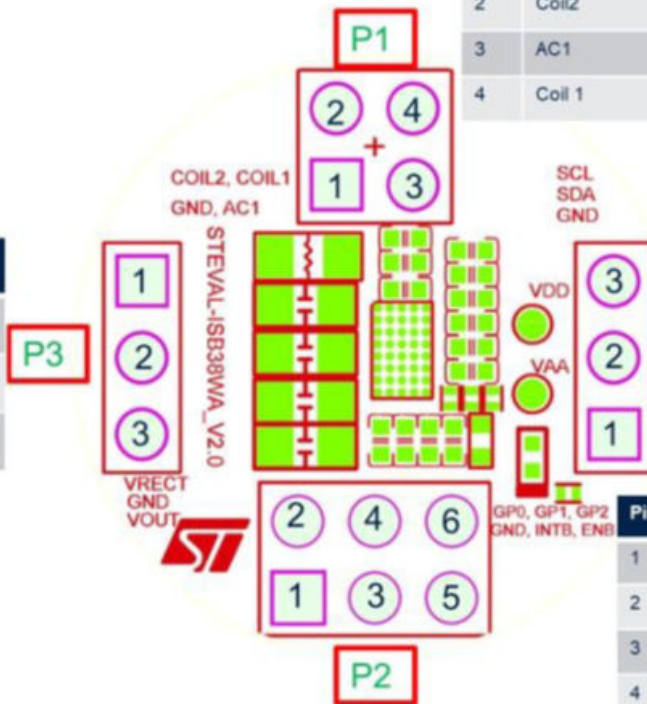 P1
2 Coil2
3 AC1
4 Coil 1
2 4
1 3
COIL2, COIL1
GND, AC1
SCL
SDA
GND
STEVAL-ISB38WA_V2.0
P3
1
2
3
VDD
VAA
3
2
1
VRECT
GND
VOUT
ST
GP0, GP1, GP2
GND, INTB, ENB
2 4 6
1 3 5
P2
Pi
1
2
3
4